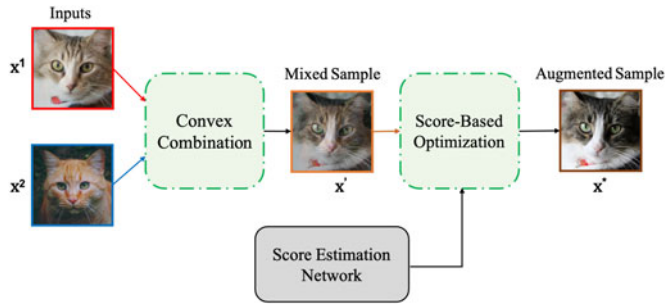 Inputs
x¹
x²
Convex
Combination
Mixed Sample
x'
Score-Based
Optimization
Augmented Sample
x*
Score Estimation
Network